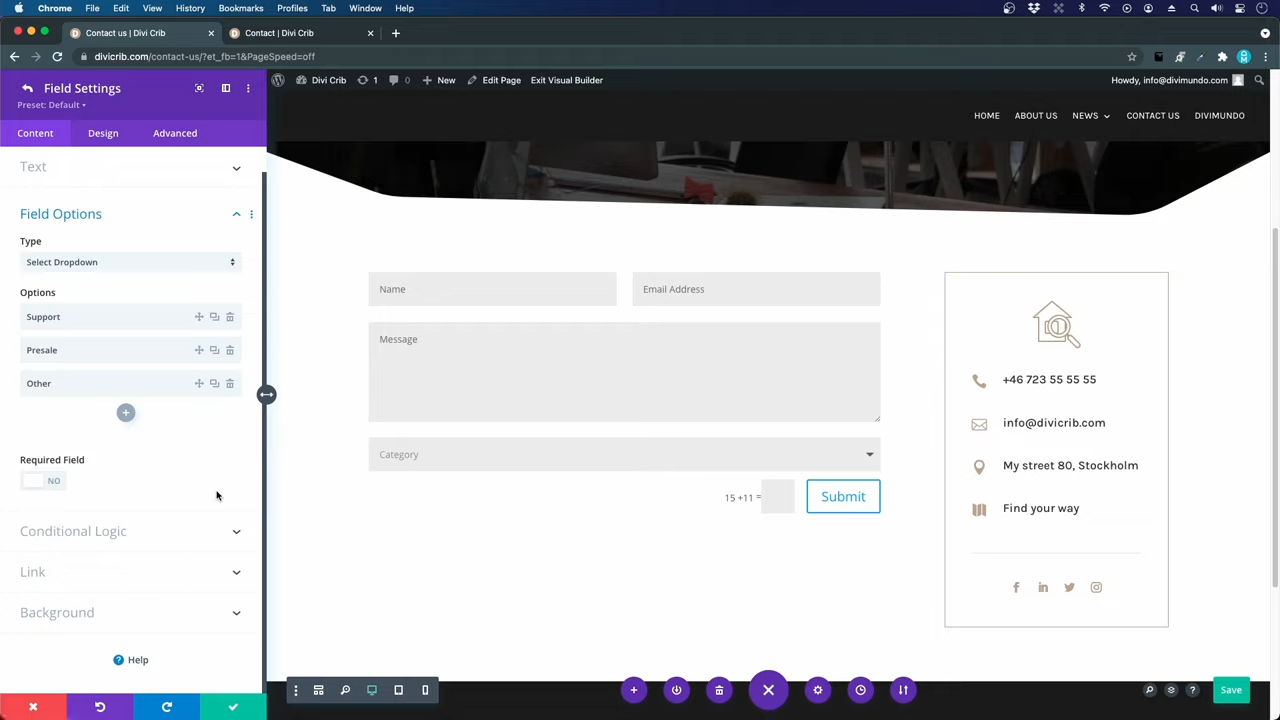 Chrome File Edit View History Bookmarks Profiles Tab Window Help
Contact us | Divi Crib
Contact | Divi Crib
divicrib.com/contact-us/?et_fb=1&PageSpeed=off
Divi Crib 1 0 New Edit Page Exit Visual Builder Howdy, info@divimundo.com
Field Settings
Preset: Default
Content Design Advanced
HOME ABOUT US NEWS CONTACT US DIVIMUNDO
Text
Field Options
Type
Select Dropdown
Options
Support
Presale
Other
Required Field
NO
Conditional Logic
Link
Background
Help
Name
Email Address
Message
Category
15 +11 =
Submit
+46 723 55 55 55
info@divicrib.com
My street 80, Stockholm
Find your way
Save